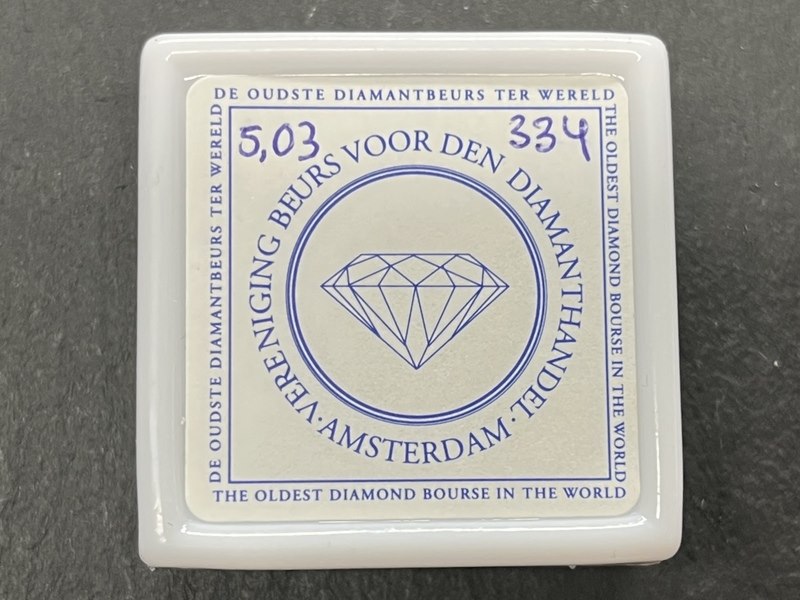 DE OUDSTE DIAMANTBEURS TER WERELD
5,03
334
VERENIGING BEURS VOOR DEN DIAMANTHANDEL
·AMSTERDAM·
DE OUDSTE DIAMANTBEURS TER WERELD
THE OLDEST DIAMOND BOURSE IN THE WORLD
THE OLDEST DIAMOND BOURSE IN THE WORLD